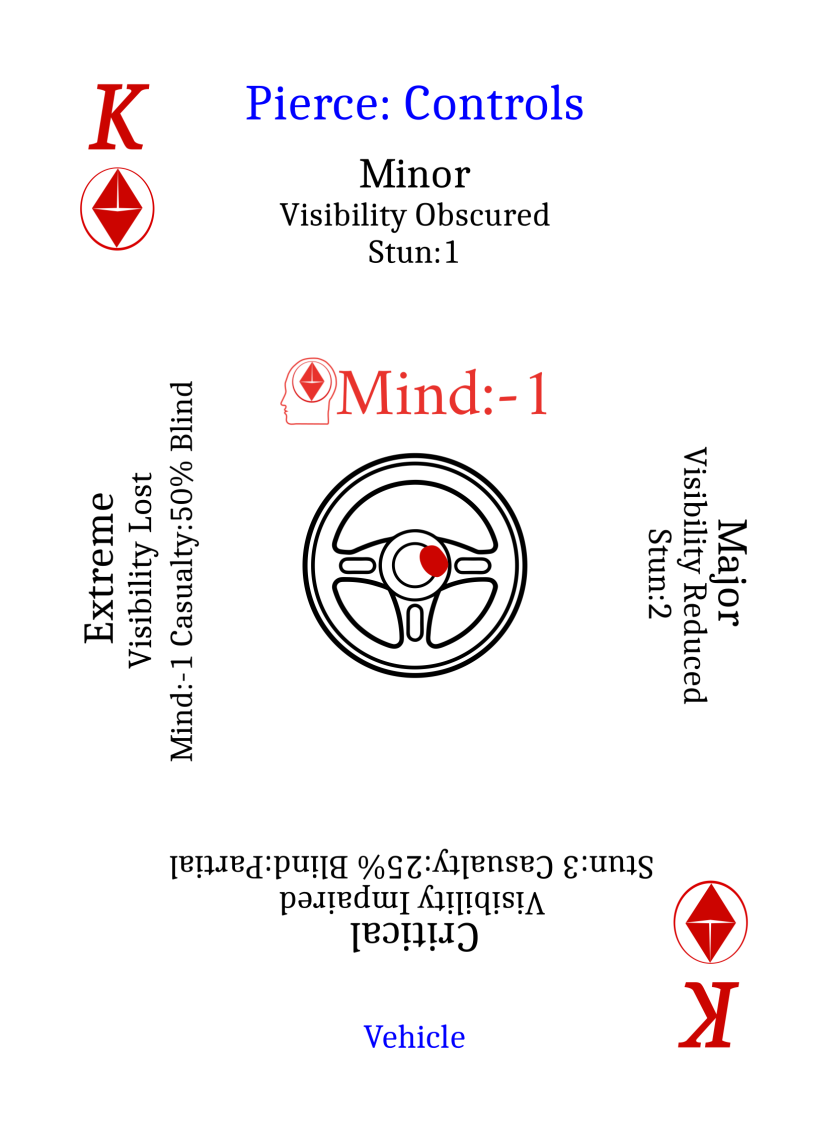 K
Pierce: Controls
Minor
Visibility Obscured
Stun:1
Mind:-1
Major
Visibility Reduced
Stun:2
Extreme
Visibility Lost
Mind:-1 Casualty:50% Blind
Critical
Visibility Impaired
Stun:3 Casualty:25% Blind:Partial
K
Vehicle